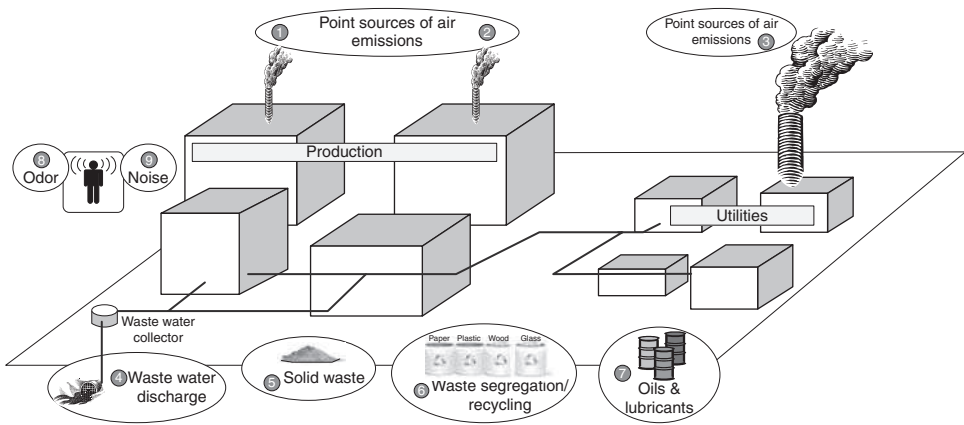 1
Point sources of air
emissions
2
Point sources of air
emissions 3
Production
8
Odor
9
Noise
Utilities
Waste water
collector
Paper Plastic Wood Glass
4 Waste water
discharge
5 Solid waste
6 Waste segregation/
recycling
7
Oils &
lubricants